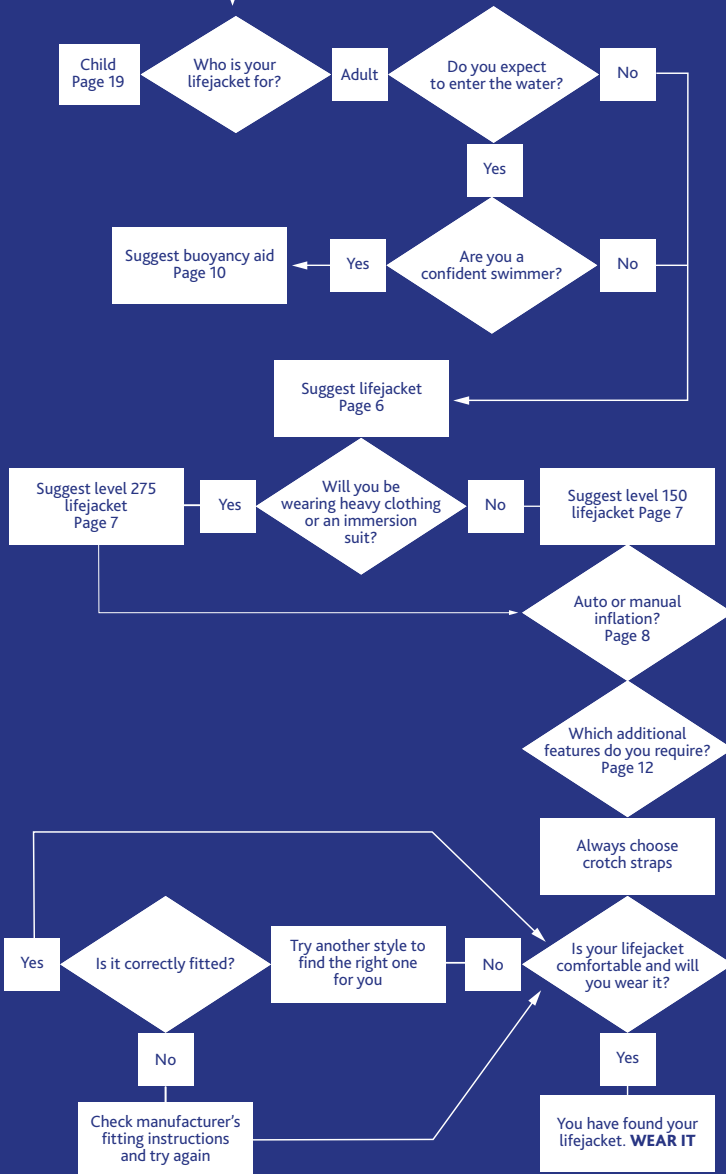 Child
Page 19
Who is your
lifejacket for?
Adult
Do you expect
to enter the water?
No
Yes
Suggest buoyancy aid
Page 10
Yes
Are you a
confident swimmer?
No
Suggest lifejacket
Page 6
Suggest level 275
lifejacket
Page 7
Yes
Will you be
wearing heavy clothing
or an immersion
suit?
No
Suggest level 150
lifejacket Page 7
Auto or manual
inflation?
Page 8
Which additional
features do you require?
Page 12
Always choose
crotch straps
Yes
Is it correctly fitted?
Try another style to
find the right one
for you
No
Is your lifejacket
comfortable and will
you wear it?
No
Yes
Check manufacturer's
fitting instructions
and try again
You have found your
lifejacket. WEAR IT